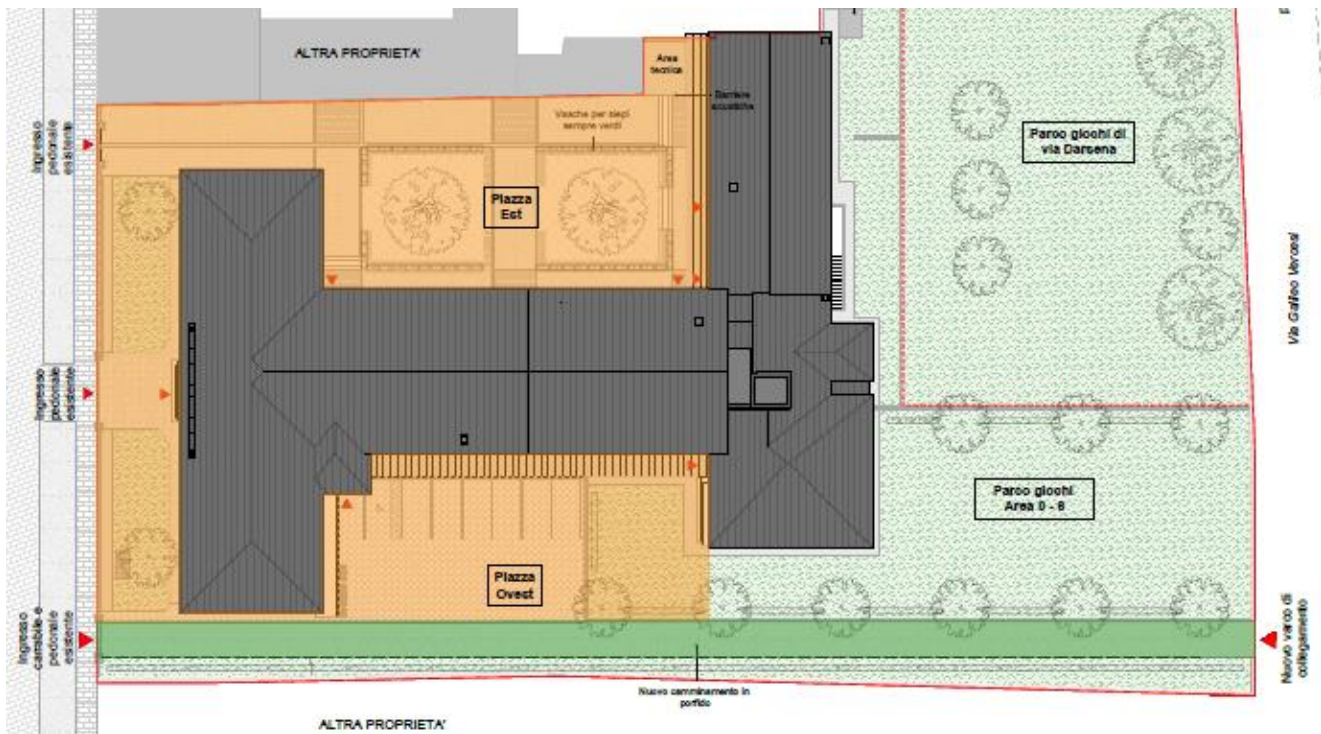 ALTRA PROPRIETA'
Area
tecnica
Barriere
acustiche
Vasche per siepi
sempre verdi
Ingresso
pedonale
esistente
Piazza
Est
Parco giochi di
via Darsena
Via Galileo Vercesi
Ingresso
pedonale
esistente
Parco giochi
Area 0 - 6
Piazza
Ovest
Ingresso
carrabile e
pedonale
esistente
Nuovo varco di
collegamento
Nuovo camminamento in
porfido
ALTRA PROPRIETA'